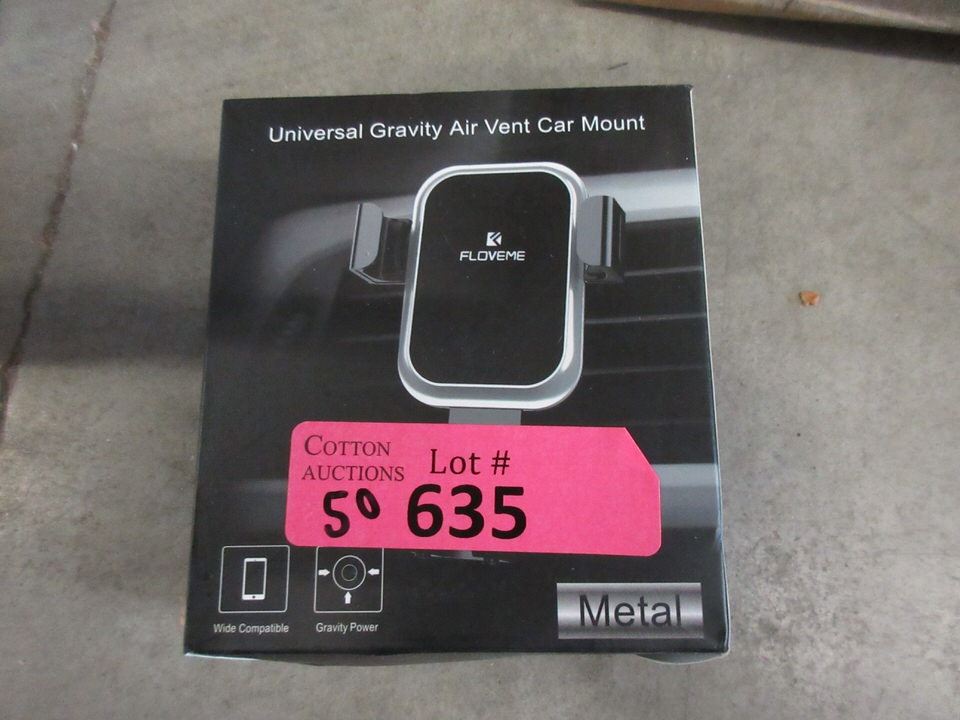 Universal Gravity Air Vent Car Mount
FLOVEME
COTTON
AUCTIONS
Lot #
50
635
Wide Compatible
Gravity Power
Metal